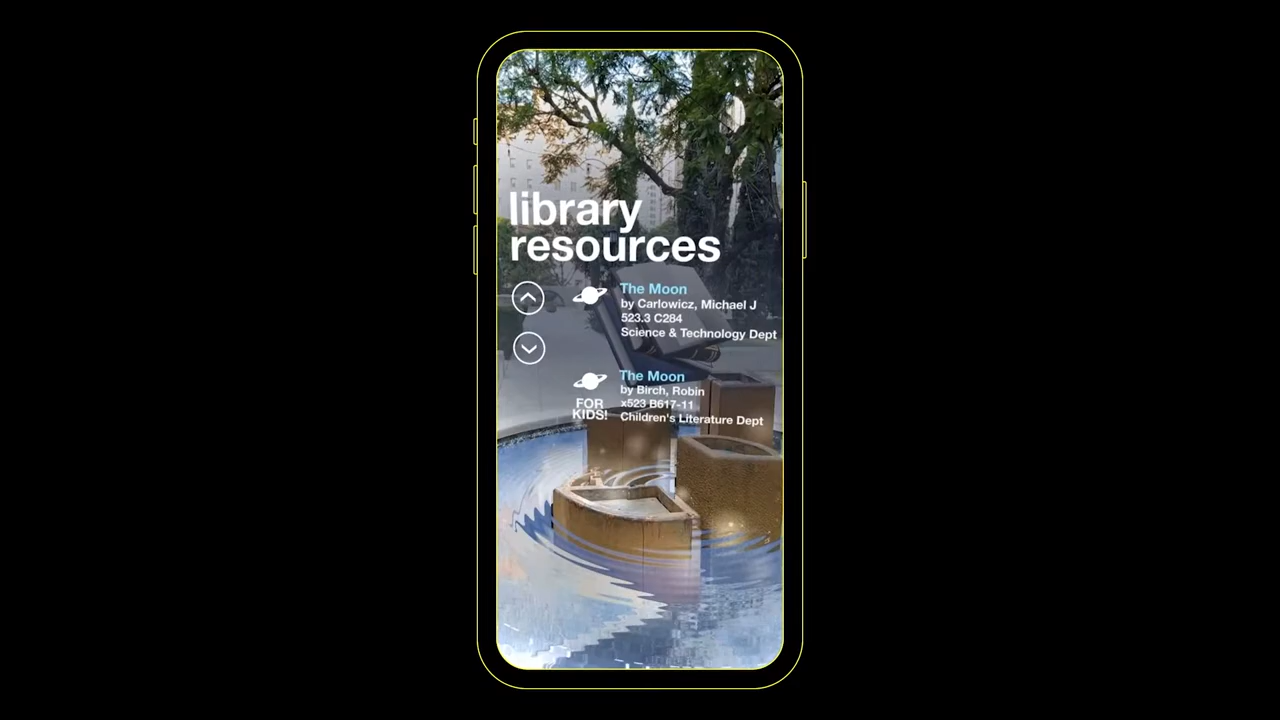 library
resources
The Moon
by Carlowicz, Michael J
523.3 C284
Science & Technology Dept
The Moon
by Birch, Robin
x523 B617-11
Children's Literature Dept
FOR
KIDS!